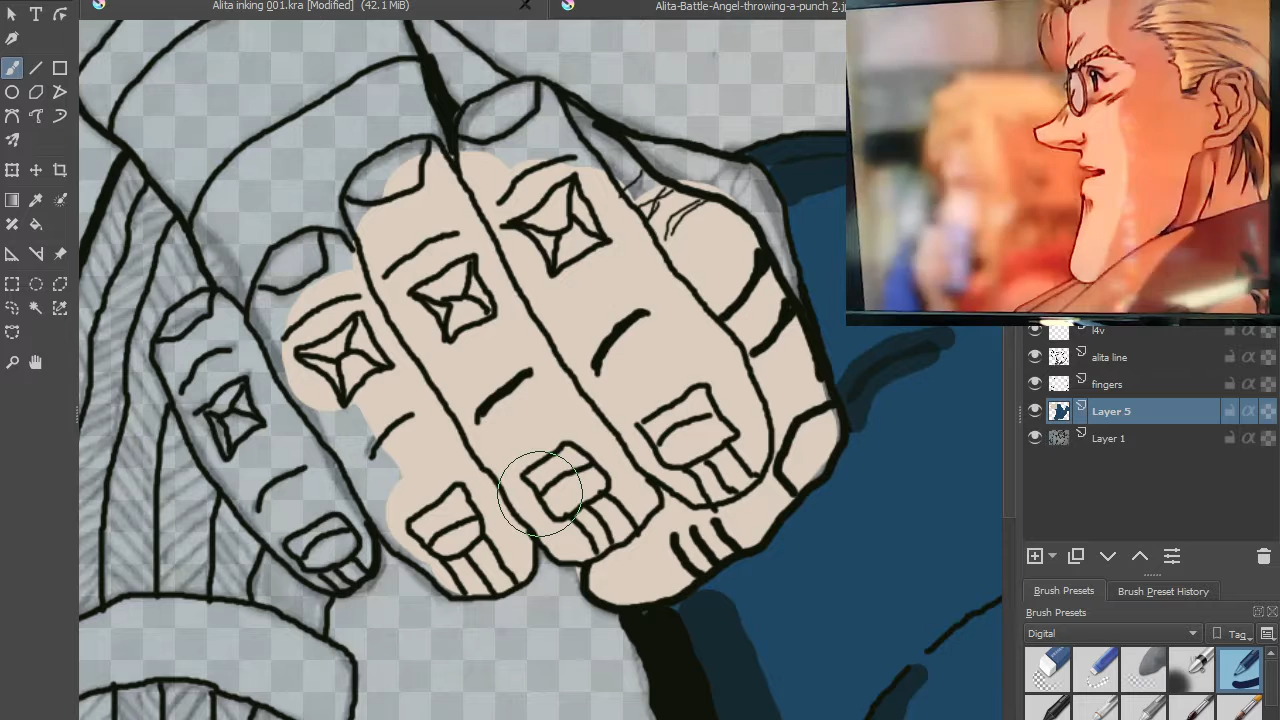 Alita inking 001.kra [Modified] (42.1 MiB)
Alita-Battle-Angel-throwing-a-punch 2.j
alita line
fingers
Layer 5
Layer 1
Brush Presets
Brush Preset History
Brush Presets
Digital
Tag